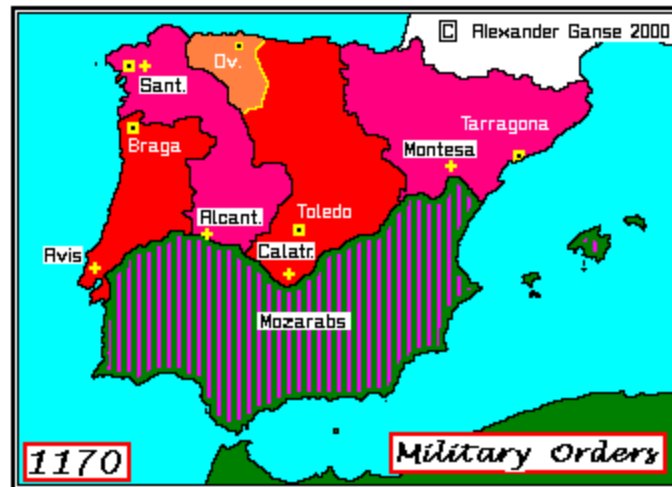 © Alexander Ganse 2000
Ov.
Sant.
Tarragona
Braga
Montesa
Alcant.
Toledo
Avis
Calatr.
Mozarabs
1170
Military Orders